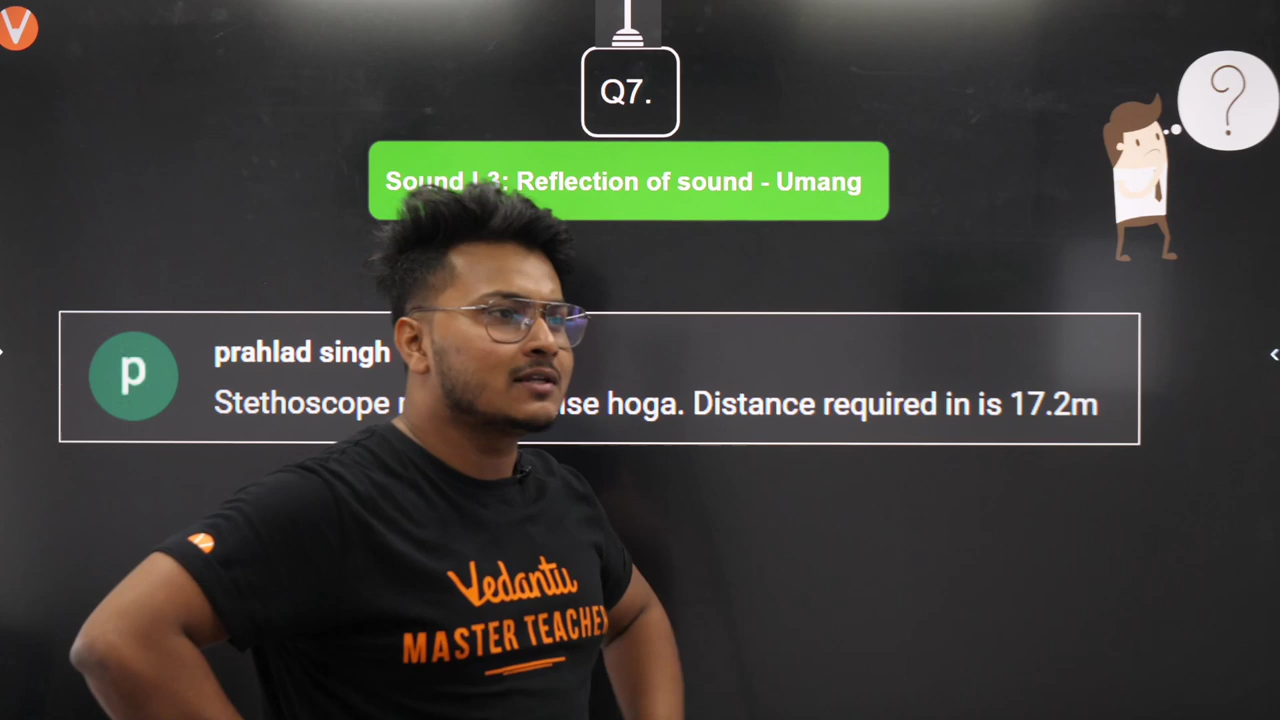 Q7.
Sound L3: Reflection of sound - Umang
?
p
prahlad singh
Stethoscope hoga. Distance required in is 17.2m
Vedantu
MASTER TEACHER